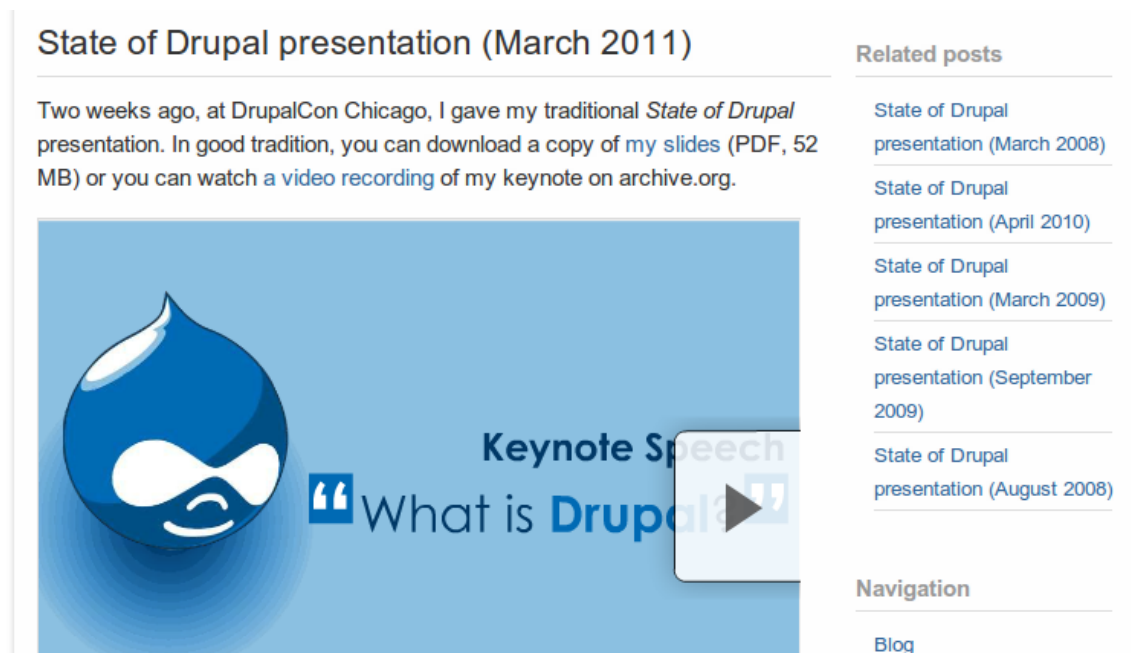 State of Drupal presentation (March 2011)
Two weeks ago, at DrupalCon Chicago, I gave my traditional State of Drupal
presentation. In good tradition, you can download a copy of my slides (PDF, 52
MB) or you can watch a video recording of my keynote on archive.org.
Keynote Speech
“What is Drupal?”
Related posts
State of Drupal
presentation (March 2008)
State of Drupal
presentation (April 2010)
State of Drupal
presentation (March 2009)
State of Drupal
presentation (September
2009)
State of Drupal
presentation (August 2008)
Navigation
Blog